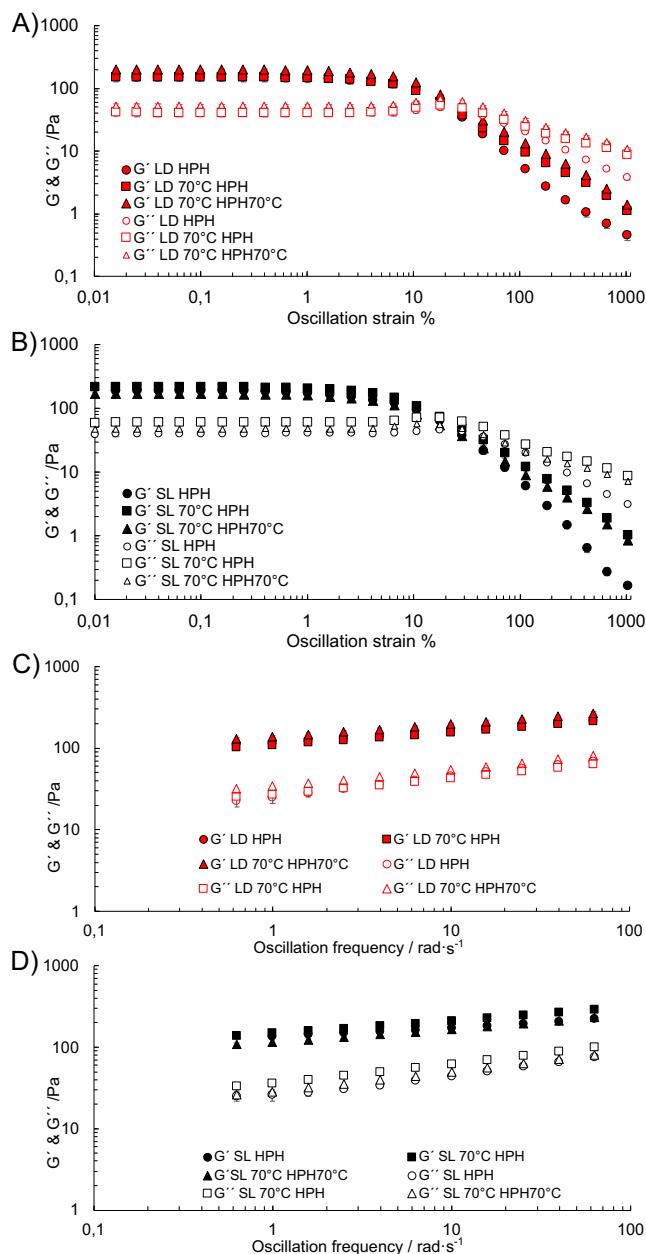 A)
1000
100
10
1
0,1
G´ & G´´ /Pa
G´ LD HPH
G´ LD 70°C HPH
G´ LD 70°C HPH70°C
G´´ LD HPH
G´´ LD 70°C HPH
G´´ LD 70°C HPH70°C
0,01 0,1 1 10 100 1000
Oscillation strain %
B)
1000
100
10
1
0,1
G´ & G´´ /Pa
G´ SL HPH
G´ SL 70°C HPH
G´ SL 70°C HPH70°C
G´´ SL HPH
G´´ SL 70°C HPH
G´´ SL 70°C HPH70°C
0,01 0,1 1 10 100 1000
Oscillation strain %
C)
1000
100
10
1
G´ & G´´ /Pa
G´ LD HPH G´ LD 70°C HPH
G´ LD 70°C HPH70°C G´´ LD HPH
G´´ LD 70°C HPH G´´ LD 70°C HPH70°C
0,1 1 10 100
Oscillation frequency / rad·s⁻¹
D)
1000
100
10
1
G´ & G´´ /Pa
G´ SL HPH G´ SL 70°C HPH
G´SL 70°C HPH70°C G´´ SL HPH
G´´ SL 70°C HPH G´´ SL 70°C HPH70°C
0,1 1 10 100
Oscillation frequency / rad·s⁻¹